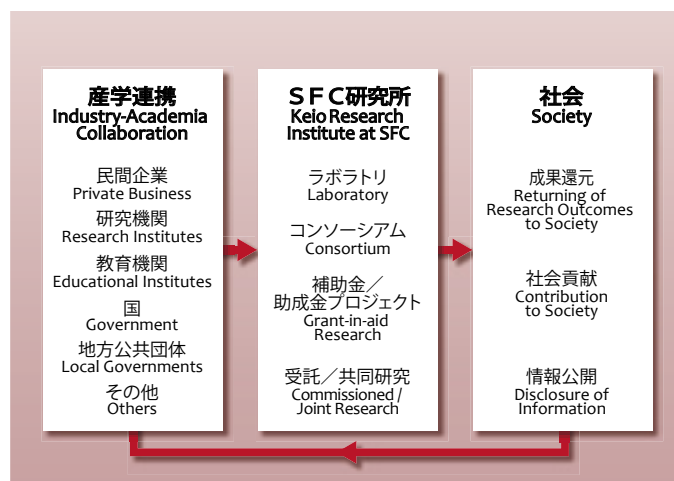 産学連携
Industry-Academia
Collaboration
民間企業
Private Business
研究機関
Research Institutes
教育機関
Educational Institutes
国
Government
地方公共団体
Local Governments
その他
Others
ＳＦＣ研究所
Keio Research
Institute at SFC
ラボラトリ
Laboratory
コンソーシアム
Consortium
補助金／
助成金プロジェクト
Grant-in-aid
Research
受託／共同研究
Commissioned /
Joint Research
社会
Society
成果還元
Returning of
Research Outcomes
to Society
社会貢献
Contribution
to Society
情報公開
Disclosure of
Information